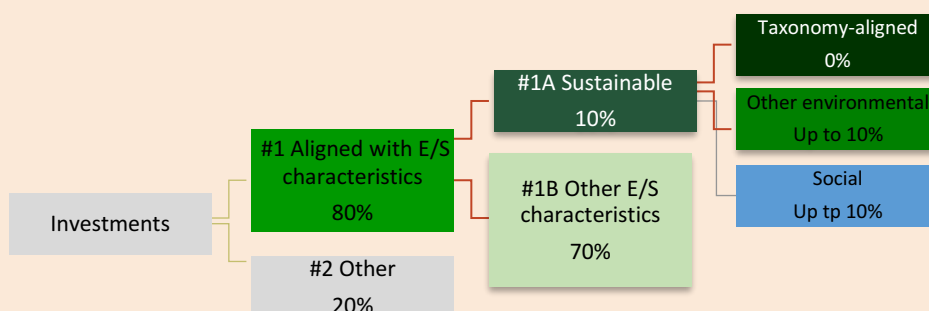 Investments
#1 Aligned with E/S
characteristics
80%
#2 Other
20%
#1A Sustainable
10%
#1B Other E/S
characteristics
70%
Taxonomy-aligned
0%
Other environmental
Up to 10%
Social
Up tp 10%